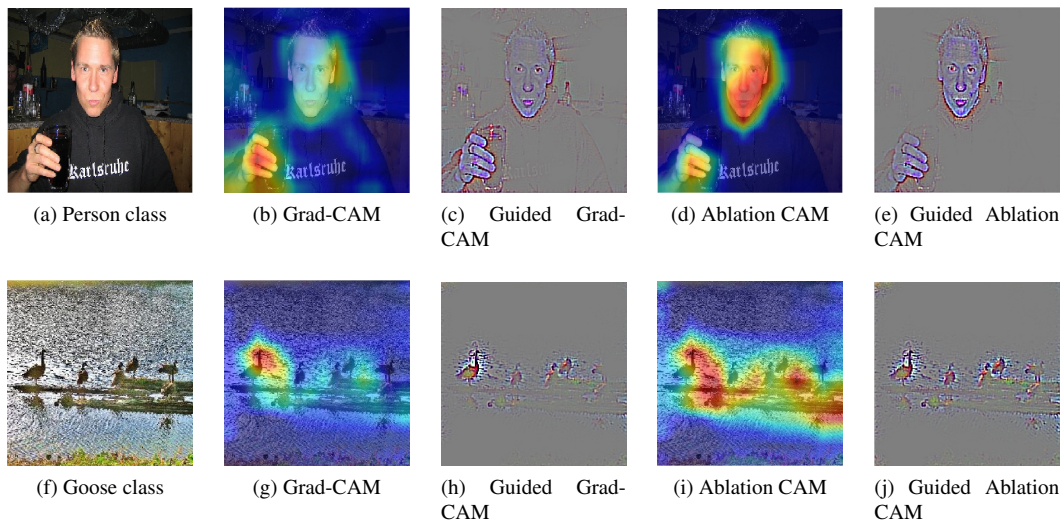 Karlsruhe
Karlsruhe
Karlsruhe
(a) Person class
(b) Grad-CAM
(c) Guided Grad-
CAM
(d) Ablation CAM
(e) Guided Ablation
CAM
(f) Goose class
(g) Grad-CAM
(h) Guided Grad-
CAM
(i) Ablation CAM
(j) Guided Ablation
CAM